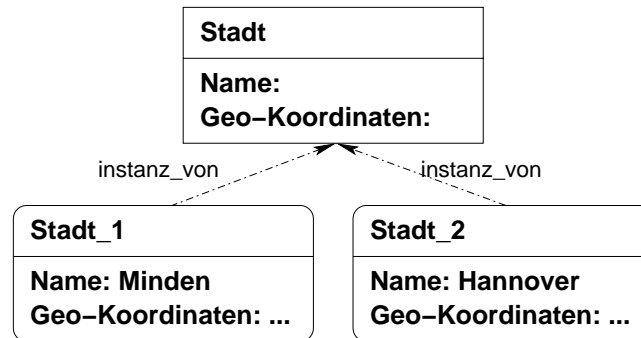 Stadt
Name:
Geo−Koordinaten:
instanz_von
instanz_von
Stadt_1
Name: Minden
Geo−Koordinaten: ...
Stadt_2
Name: Hannover
Geo−Koordinaten: ...